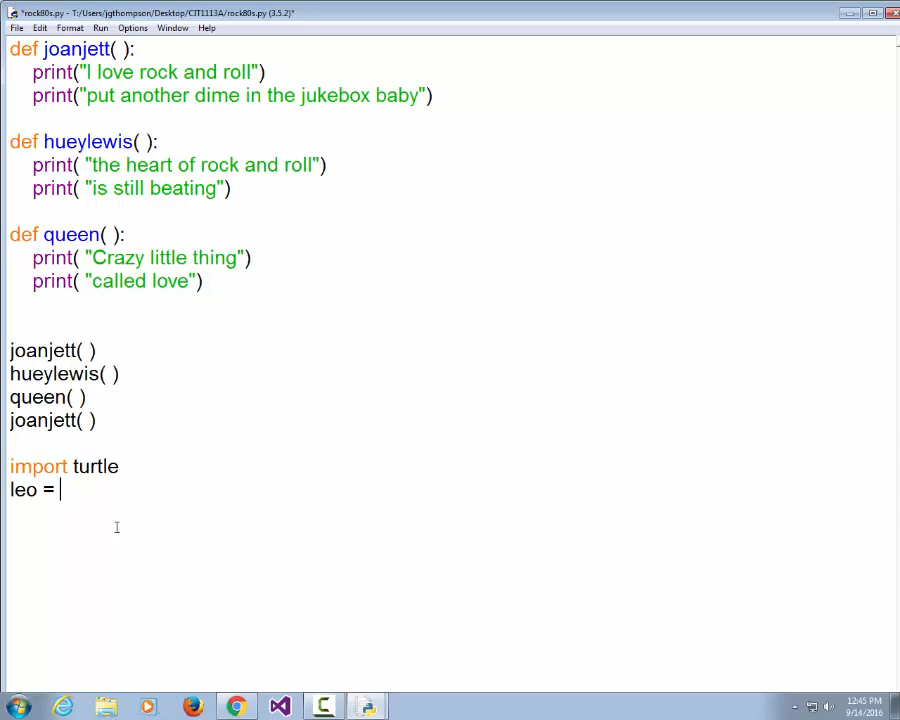 *rock80s.py - T:/Users/jgthompson/Desktop/CIT1113A/rock80s.py (3.5.2)*
File Edit Format Run Options Window Help
def joanjett( ):
print("I love rock and roll")
print("put another dime in the jukebox baby")
def hueylewis( ):
print( "the heart of rock and roll")
print( "is still beating")
def queen( ):
print( "Crazy little thing")
print( "called love")
joanjett( )
hueylewis( )
queen( )
joanjett( )
import turtle
leo =
12:45 PM
9/14/2016